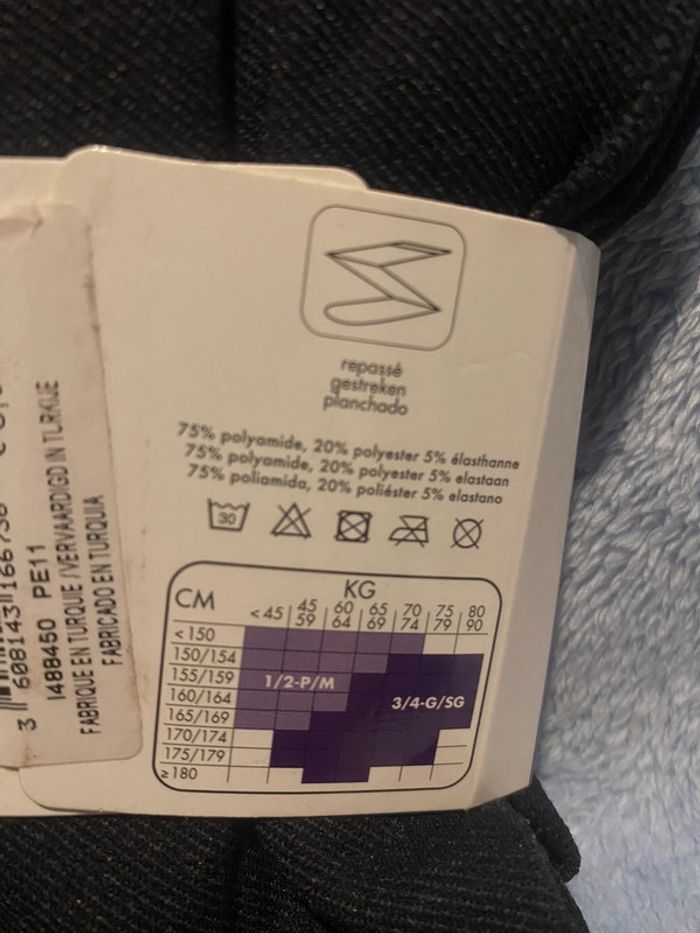 repassé
gestreken
planchado
75% polyamide, 20% polyester 5% élasthanne
75% polyamide, 20% polyester 5% elastaan
75% poliamida, 20% poliéster 5% elastano
30
KG
CM
<45 45 60 65 70 75 80
59 64 69 74 79 90
<150
150/154
155/159
160/164
165/169
170/174
175/179
≥180
1/2-P/M
3/4-G/SG
3 608143 166736
1488450 PE11
FABRIQUE EN TURQUIE / VERVAARDIGD IN TURKIJE
FABRICADO EN TURQUIA